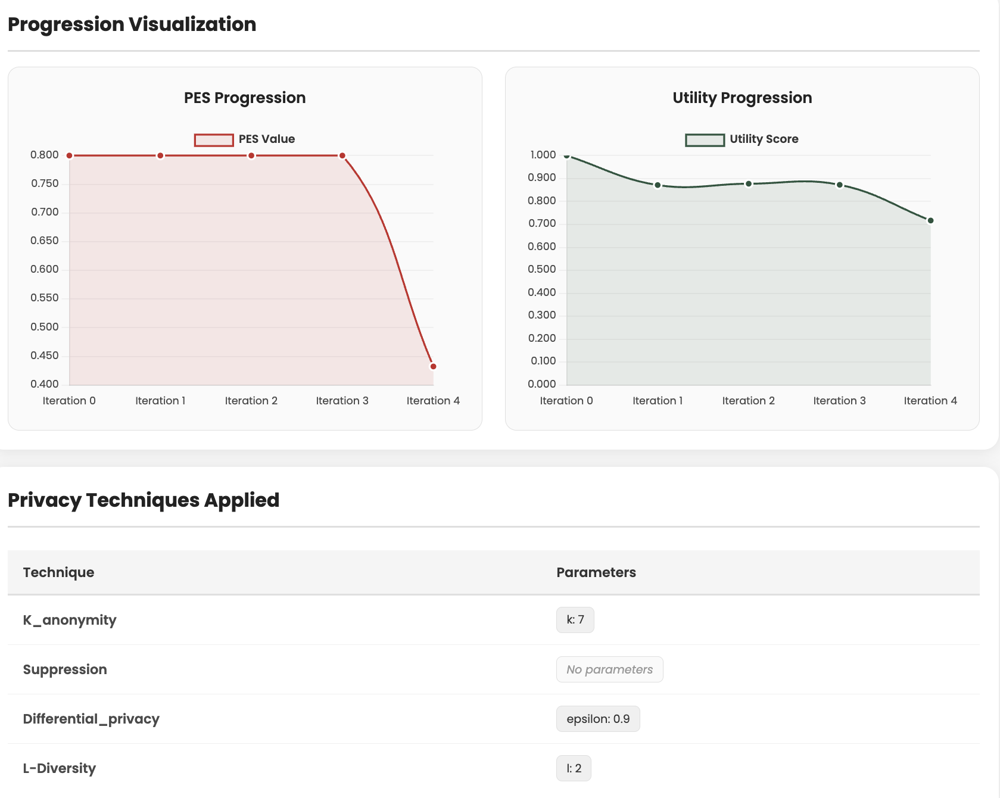 Progression Visualization
PES Progression
PES Value
0.800
0.750
0.700
0.650
0.600
0.550
0.500
0.450
0.400
Iteration 0 Iteration 1 Iteration 2 Iteration 3 Iteration 4
Utility Progression
Utility Score
1.000
0.900
0.800
0.700
0.600
0.500
0.400
0.300
0.200
0.100
0.000
Iteration 0 Iteration 1 Iteration 2 Iteration 3 Iteration 4
Privacy Techniques Applied
Technique Parameters
K_anonymity k: 7
Suppression No parameters
Differential_privacy epsilon: 0.9
L-Diversity l: 2